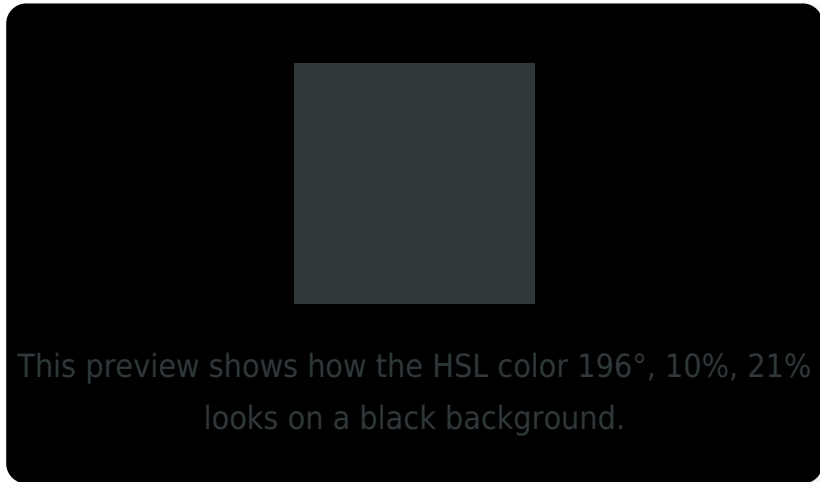 This preview shows how the HSL color 196°, 10%, 21%
looks on a black background.